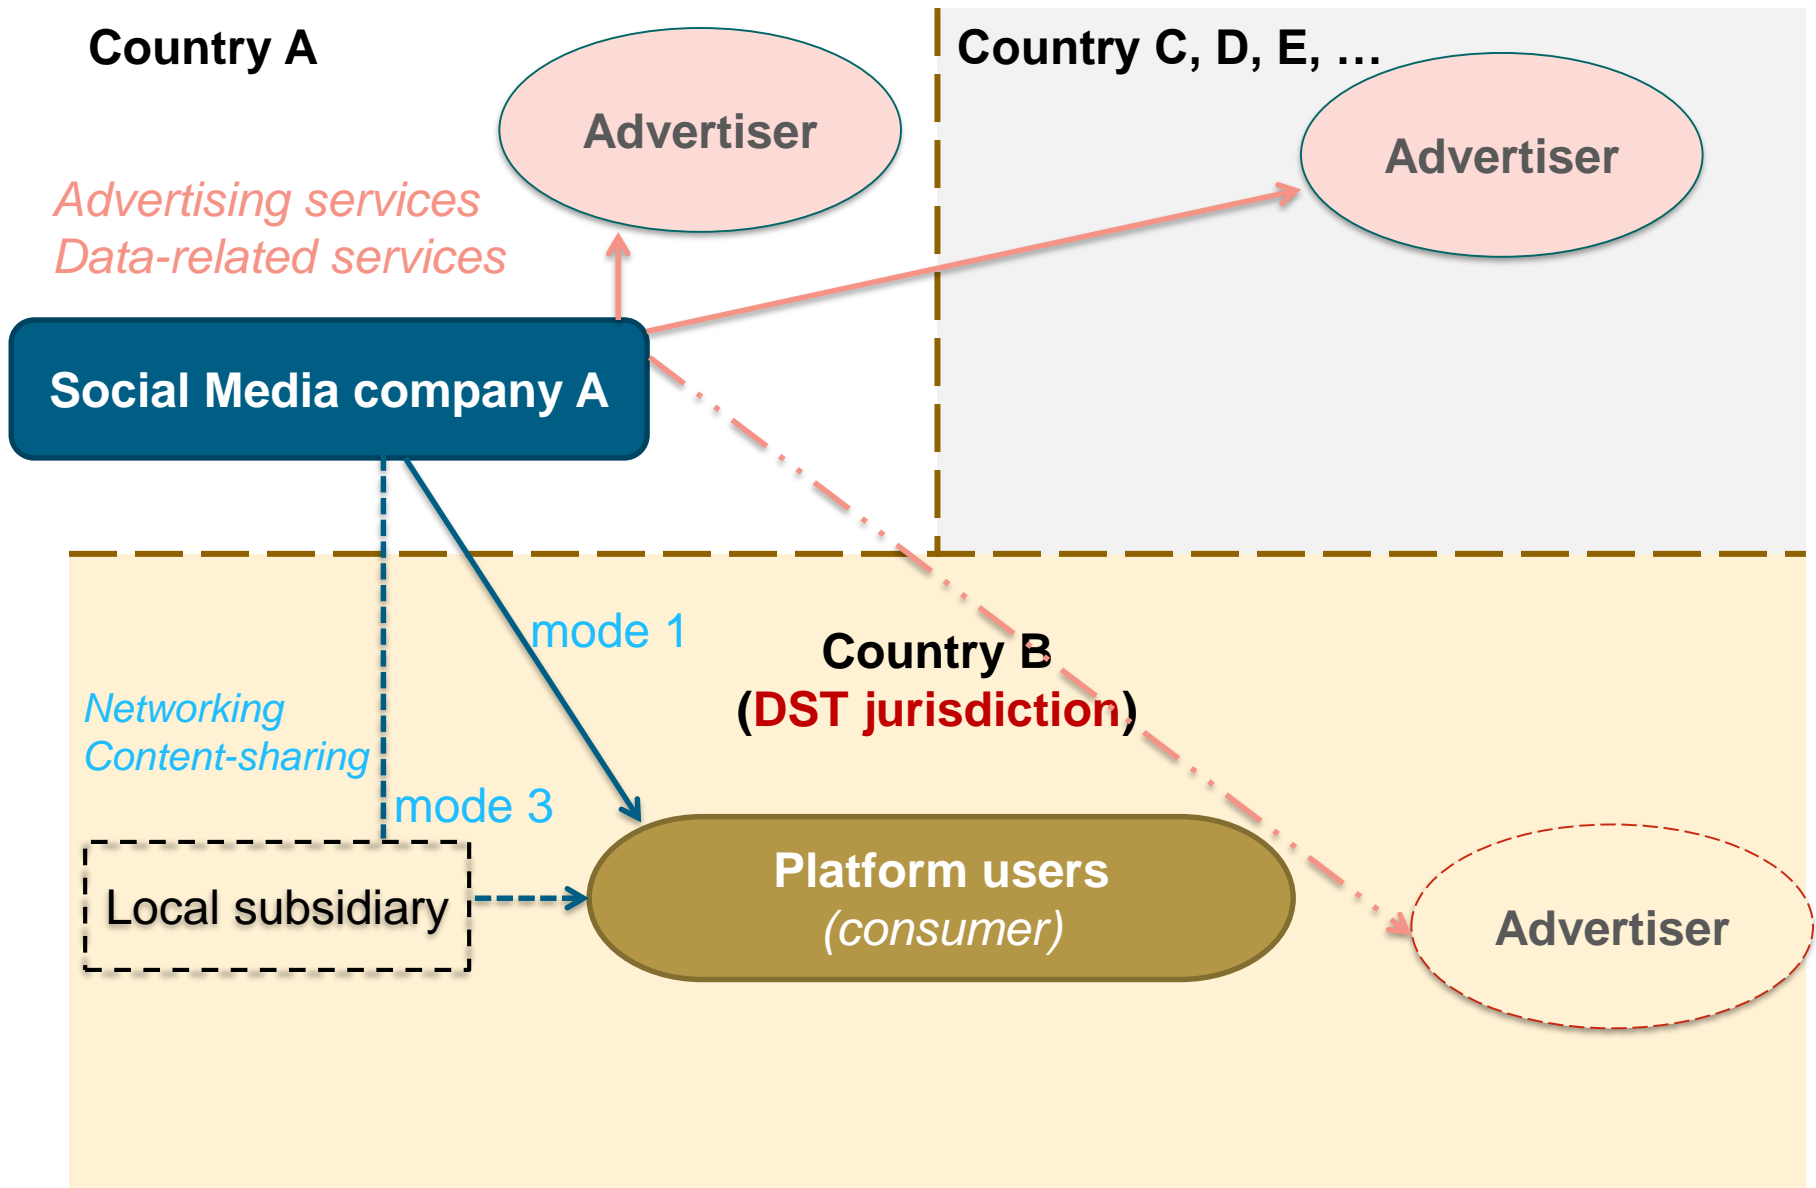 Country A
Country C, D, E, …
Advertiser
Advertiser
Advertising services
Data-related services
Social Media company A
mode 1
Country B
(DST jurisdiction)
Networking
Content-sharing
mode 3
Local subsidiary
Platform users
(consumer)
Advertiser